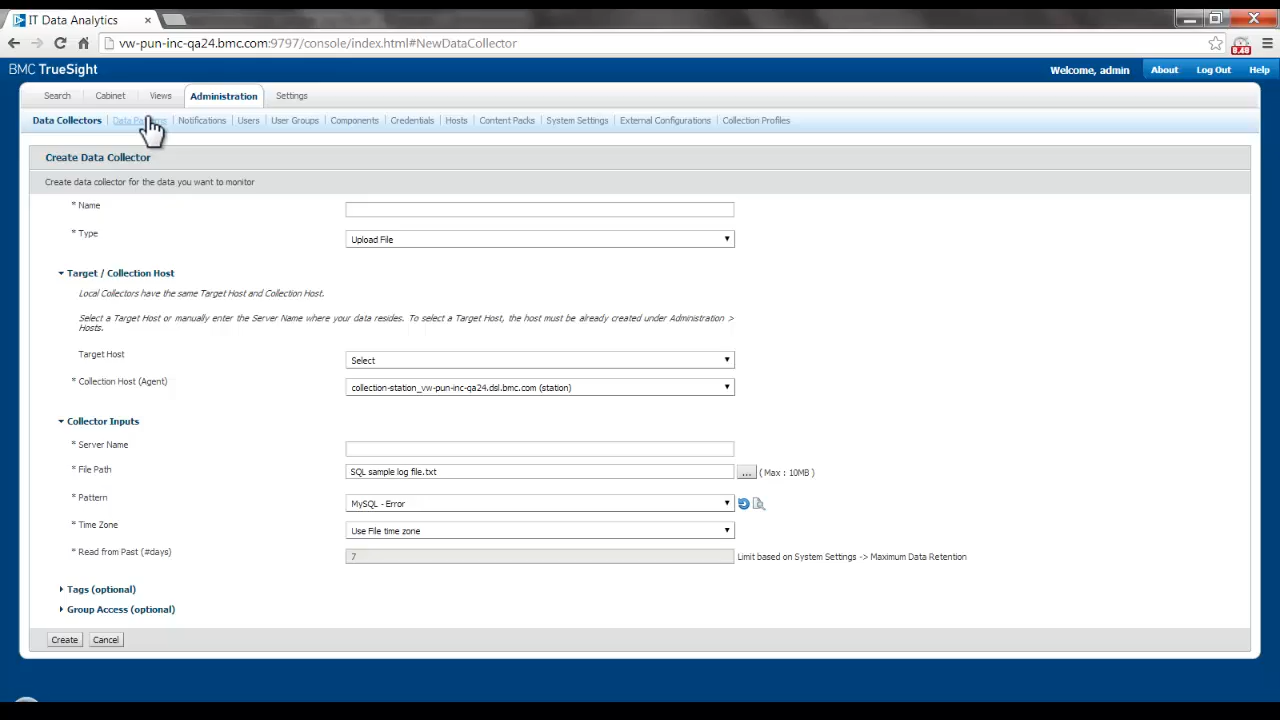 IT Data Analytics
vw-pun-inc-qa24.bmc.com:9797/console/index.html#NewDataCollector
8.48
BMC TrueSight
Welcome, admin
About
Log Out
Help
Search
Cabinet
Views
Administration
Settings
Data Collectors
Data
Notifications
Users
User Groups
Components
Credentials
Hosts
Content Packs
System Settings
External Configurations
Collection Profiles
Create Data Collector
Create data collector for the data you want to monitor
* Name
* Type
Upload File
Target / Collection Host
Local Collectors have the same Target Host and Collection Host.
Select a Target Host or manually enter the Server Name where your data resides. To select a Target Host, the host must be already created under Administration >
Hosts.
Target Host
Select
* Collection Host (Agent)
collection-station_vw-pun-inc-qa24.dsl.bmc.com (station)
Collector Inputs
* Server Name
* File Path
SQL sample log file.txt
...
( Max : 10MB )
* Pattern
MySQL - Error
* Time Zone
Use File time zone
* Read from Past (#days)
7
Limit based on System Settings -> Maximum Data Retention
Tags (optional)
Group Access (optional)
Create
Cancel